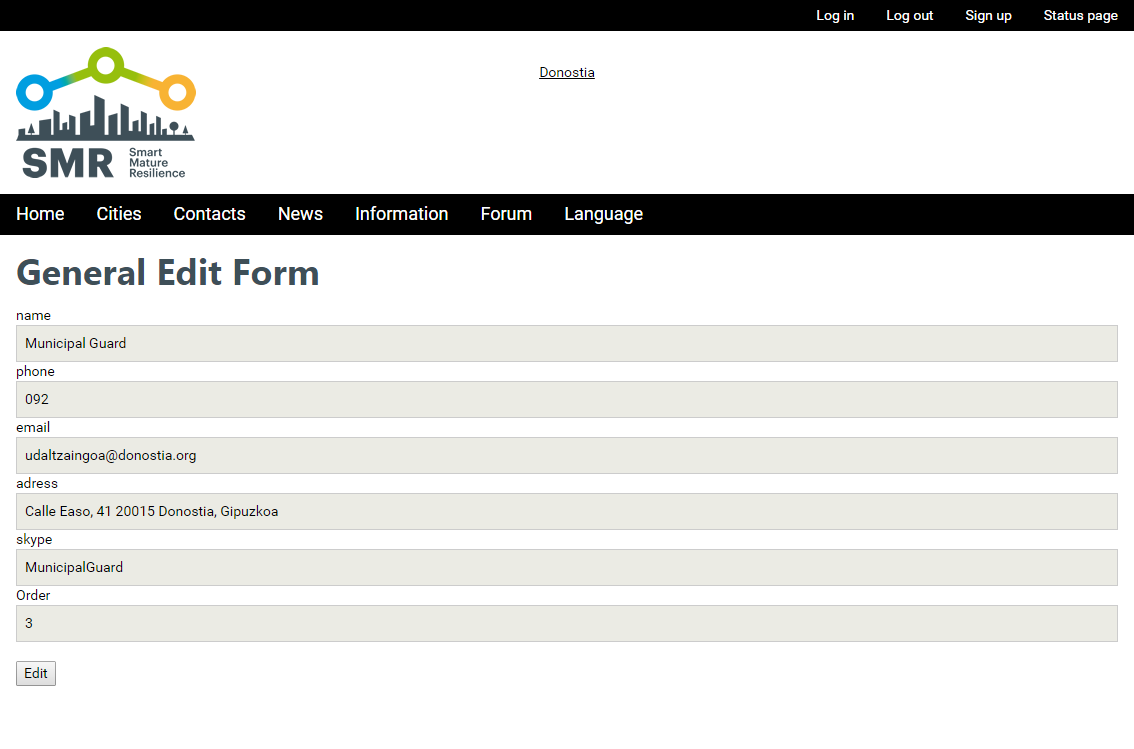 Log in Log out Sign up Status page
Donostia
SMR Smart
Mature
Resilience
Home Cities Contacts News Information Forum Language
General Edit Form
name
Municipal Guard
phone
092
email
udaltzaingoa@donostia.org
adress
Calle Easo, 41 20015 Donostia, Gipuzkoa
skype
MunicipalGuard
Order
3
Edit